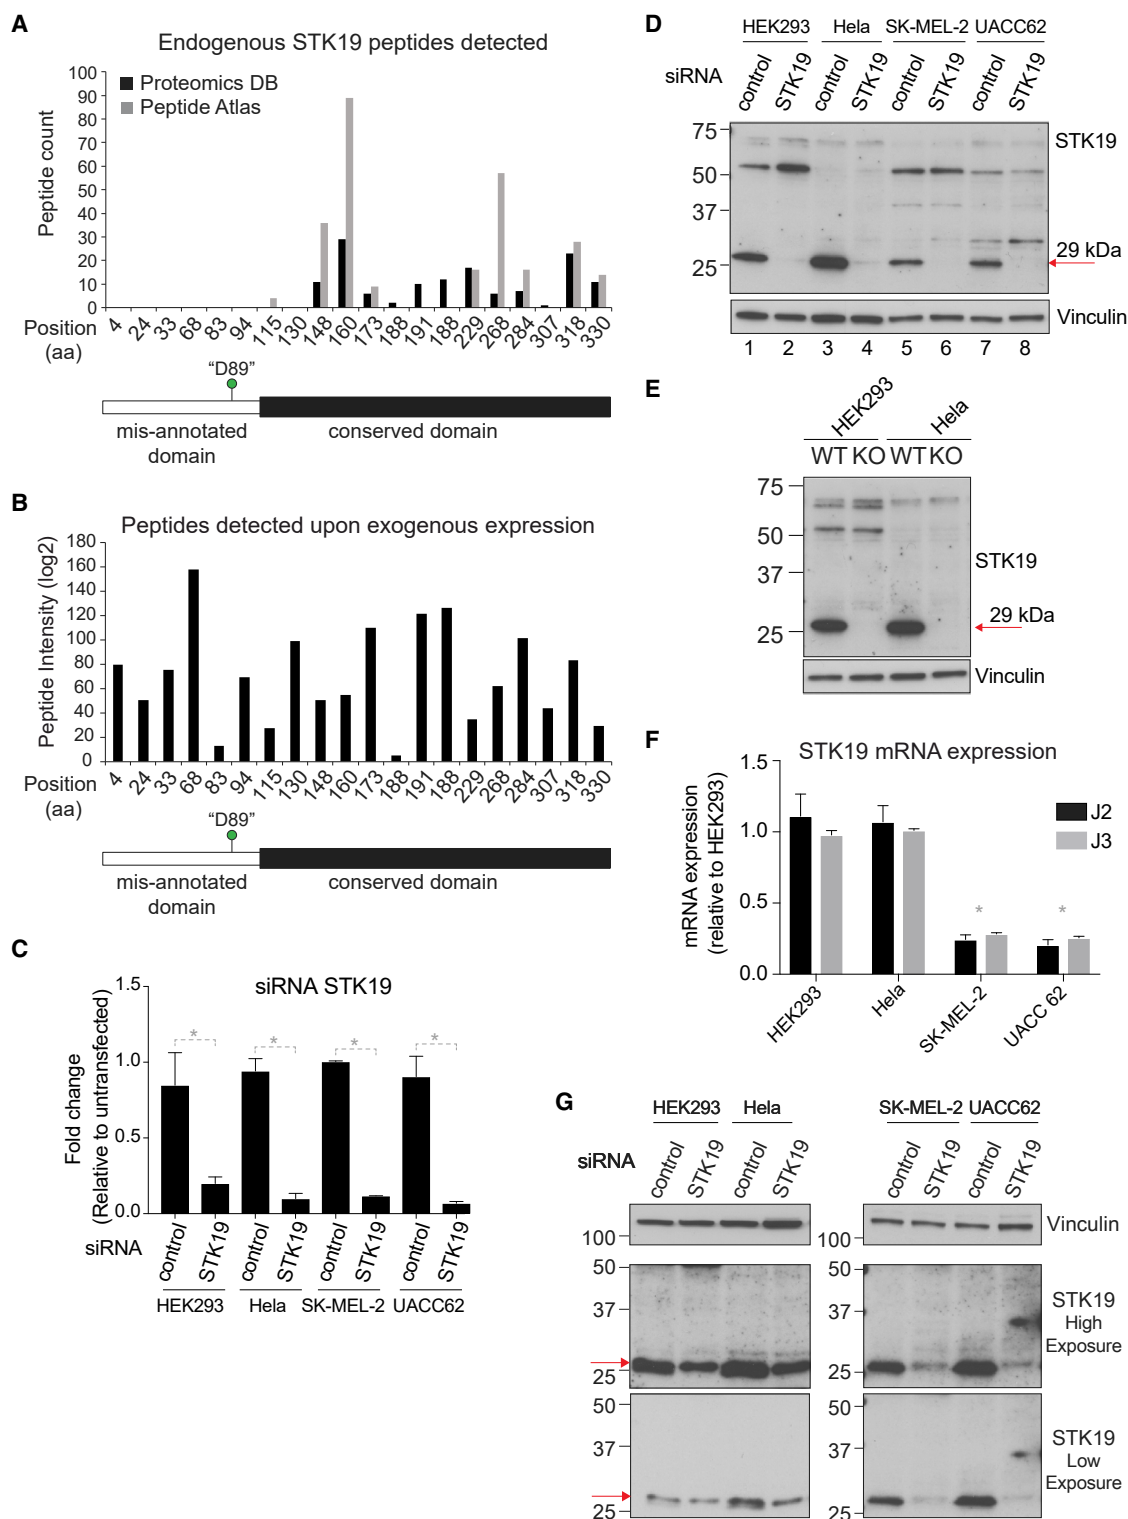 A
Endogenous STK19 peptides detected
Proteomics DB
Peptide Atlas
Peptide count
100
90
80
70
60
50
40
30
20
10
0
Position (aa)
4 24 33 68 83 94 115 130 148 160 173 188 191 188 229 268 284 307 318 330
“D89”
mis-annotated domain
conserved domain
B
Peptides detected upon exogenous expression
Peptide Intensity (log2)
180
160
140
120
100
80
60
40
20
0
Position (aa)
4 24 33 68 83 94 115 130 148 160 173 188 191 188 229 268 284 307 318 330
“D89”
mis-annotated domain
conserved domain
C
siRNA STK19
Fold change
(Relative to untransfected)
1.5
1.0
0.5
0.0
* * * *
siRNA
control STK19 control STK19 control STK19 control STK19
HEK293 Hela SK-MEL-2 UACC62
D
HEK293 Hela SK-MEL-2 UACC62
siRNA
control STK19 control STK19 control STK19 control STK19
75
50
37
25
STK19
29 kDa
Vinculin
1 2 3 4 5 6 7 8
E
HEK293 Hela
WT KO WT KO
75
50
37
25
STK19
29 kDa
Vinculin
F
STK19 mRNA expression
mRNA expression
(relative to HEK293)
1.5
1.0
0.5
0.0
J2
J3
* *
HEK293 Hela SK-MEL-2 UACC 62
G
HEK293 Hela SK-MEL-2 UACC62
siRNA
control STK19 control STK19 control STK19 control STK19
100 100 Vinculin
50 50
37 37
25 25
STK19
High
Exposure
50 50
37 37
25 25
STK19
Low
Exposure